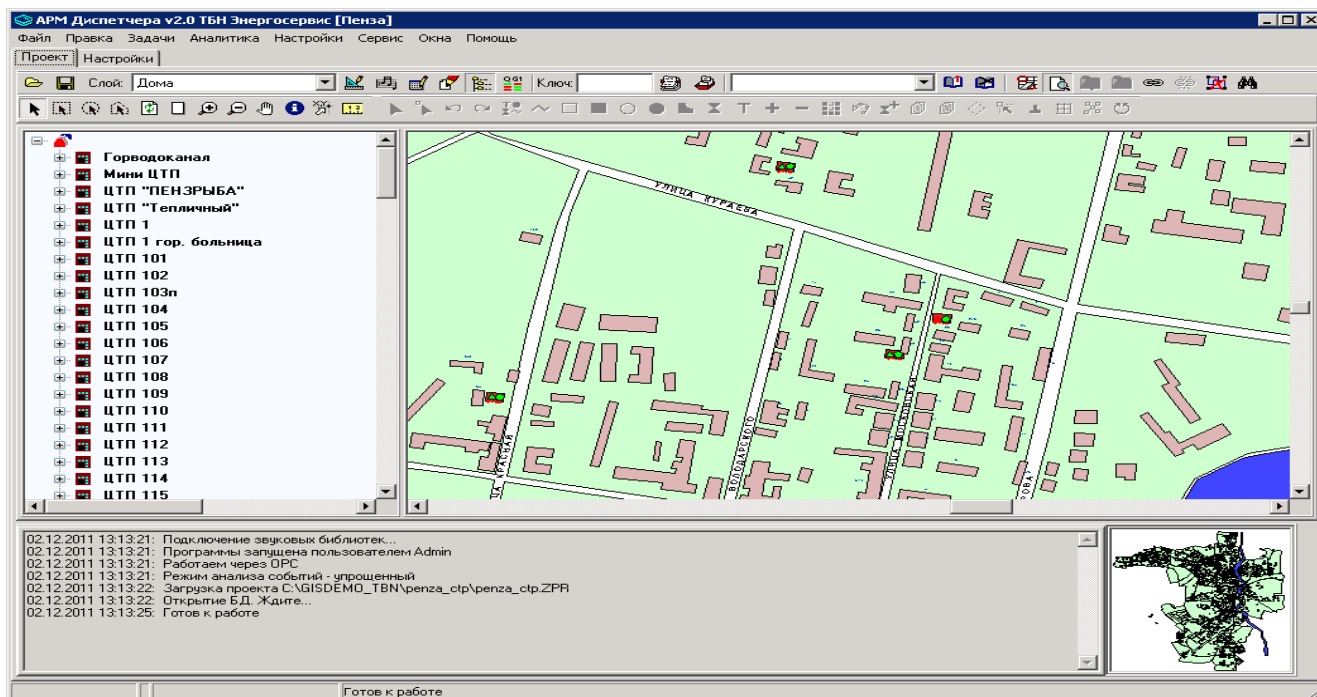 АРМ Диспетчера v2.0 ТБН Энергосервис [Пенза]
Файл Правка Задачи Аналитика Настройки Сервис Окна Помощь
Проект Настройки
Слой: Дома Ключ:
Горводоканал
Мини ЦТП
ЦТП "ПЕНЗРЫБА"
ЦТП "Тепличный"
ЦТП 1
ЦТП 1 гор. больница
ЦТП 101
ЦТП 102
ЦТП 103п
ЦТП 104
ЦТП 105
ЦТП 106
ЦТП 107
ЦТП 108
ЦТП 109
ЦТП 110
ЦТП 111
ЦТП 112
ЦТП 113
ЦТП 114
ЦТП 115
УЛИЦА КУРАЕВА
ЦА КРАСНАЯ
ВОЛОДАРСКОГО
УЛИЦА МОСКОВСКАЯ
РОВА
02.12.2011 13:13:21: Подключение звуковых библиотек...
02.12.2011 13:13:21: Программы запущена пользователем Admin
02.12.2011 13:13:21: Работаем через OPC
02.12.2011 13:13:21: Режим анализа событий - упрощенный
02.12.2011 13:13:22: Загрузка проекта C:\GISDEMO_TBN\penza_ctp\penza_ctp.ZPR
02.12.2011 13:13:22: Открытие БД. Ждите...
02.12.2011 13:13:25: Готов к работе
Готов к работе